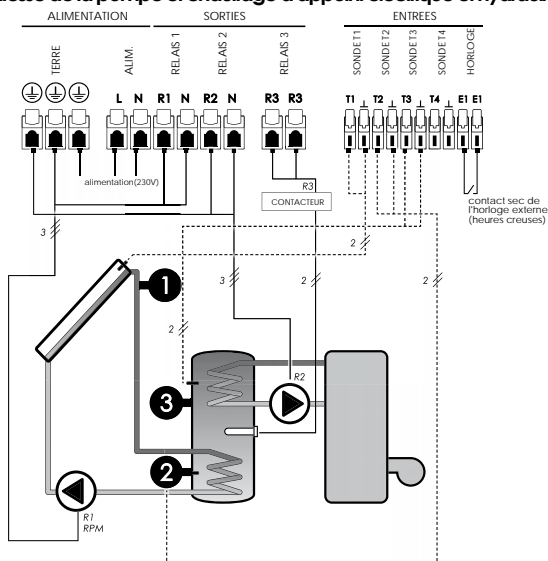 ALIMENTATION SORTIES ENTREES
TERRE
ALIM.
RELAIS 1
RELAIS 2
RELAIS 3
SONDE T1
SONDE T2
SONDE T3
SONDE T4
HORLOGE
L N R1 N R2 N R3 R3 T1 T2 T3 T4 E1 E1
alimentation(230V)
R3
CONTACTEUR
contact sec de
l'horloge externe
(heures creuses)
3
2
3
2
2
2
1
R2
3
2
R1
RPM